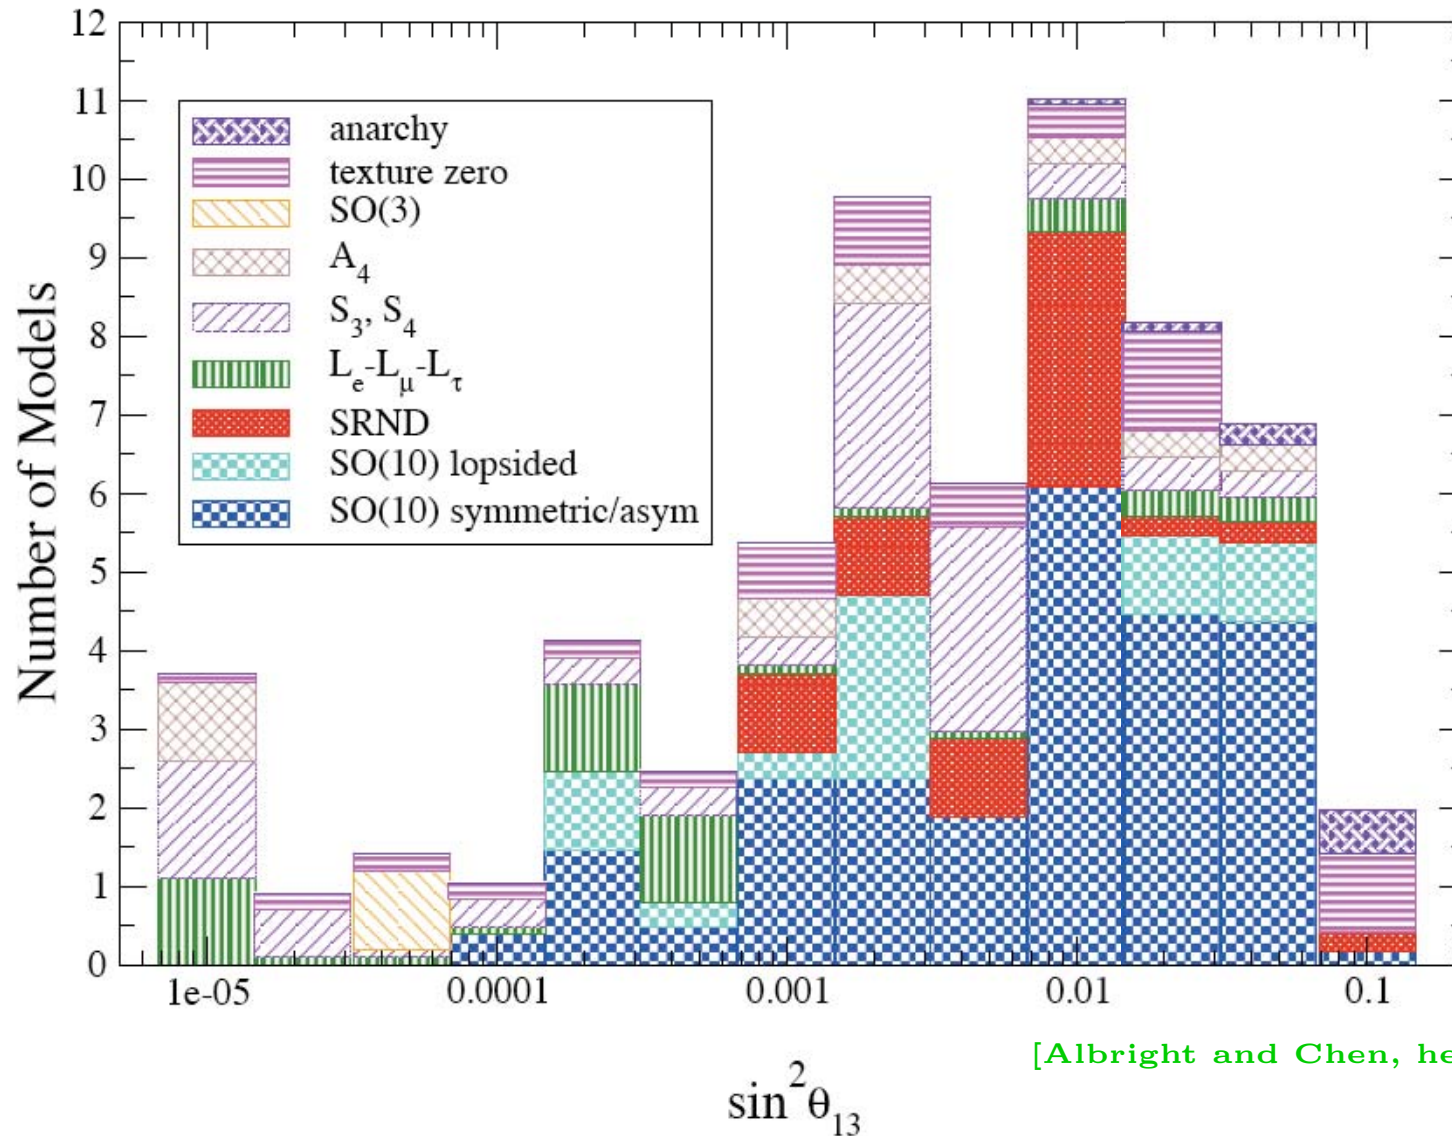 12
11
10
9
8
7
6
5
4
3
2
1
0
Number of Models
anarchy
texture zero
SO(3)
A₄
S₃, S₄
Lₑ-L_μ-L_τ
SRND
SO(10) lopsided
SO(10) symmetric/asym
1e-05 0.0001 0.001 0.01 0.1
[Albright and Chen, he
sin²θ₁₃